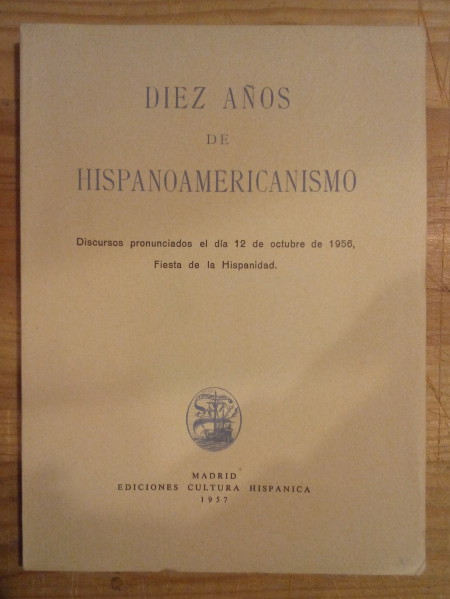 DIEZ AÑOS
DE
HISPANOAMERICANISMO
Discursos pronunciados el día 12 de octubre de 1956,
Fiesta de la Hispanidad.
MADRID
EDICIONES CULTURA HISPANICA
1957